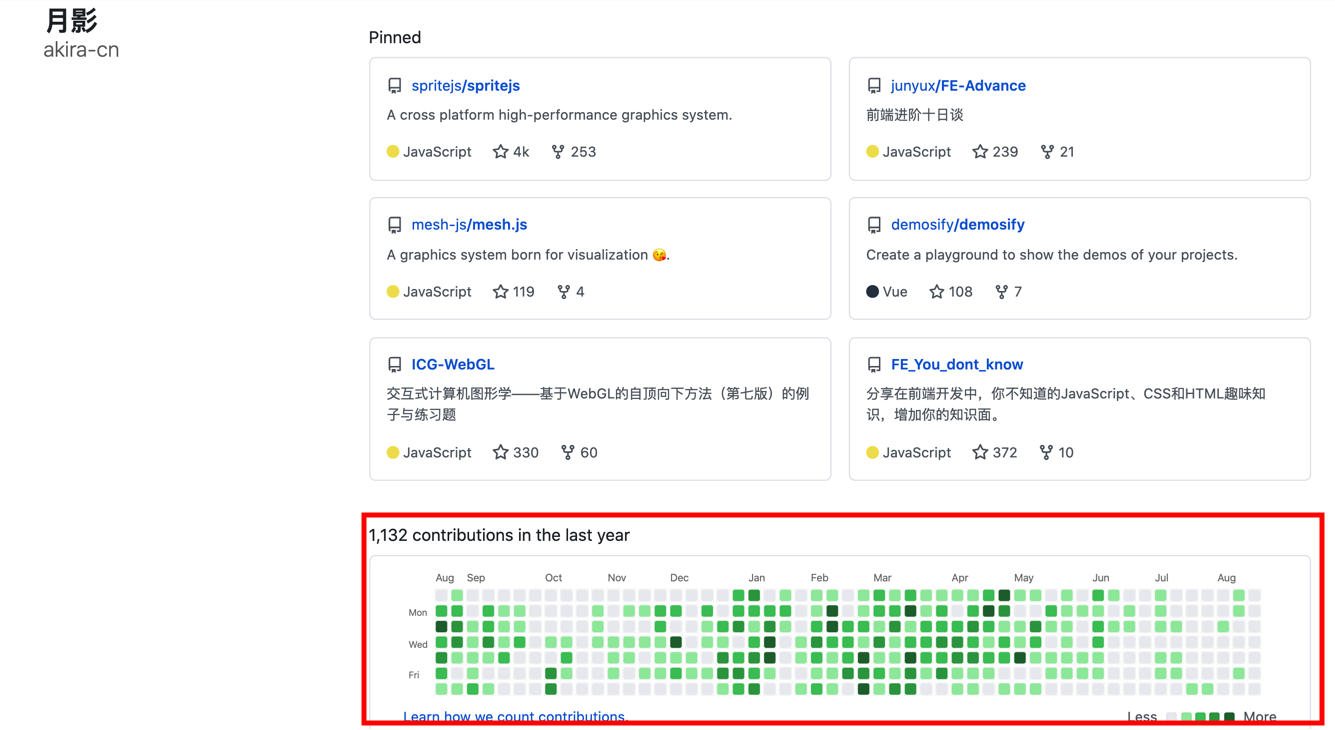 月影
akira-cn
Pinned
spritejs/spritejs
A cross platform high-performance graphics system.
JavaScript 4k 253
junyux/FE-Advance
前端进阶十日谈
JavaScript 239 21
mesh-js/mesh.js
A graphics system born for visualization 😘.
JavaScript 119 4
demosify/demosify
Create a playground to show the demos of your projects.
Vue 108 7
ICG-WebGL
交互式计算机图形学——基于WebGL的自顶向下方法（第七版）的例
子与练习题
JavaScript 330 60
FE_You_dont_know
分享在前端开发中，你不知道的JavaScript、CSS和HTML趣味知
识，增加你的知识面。
JavaScript 372 10
1,132 contributions in the last year
Aug Sep Oct Nov Dec Jan Feb Mar Apr May Jun Jul Aug
Mon
Wed
Fri
Learn how we count contributions. Less More